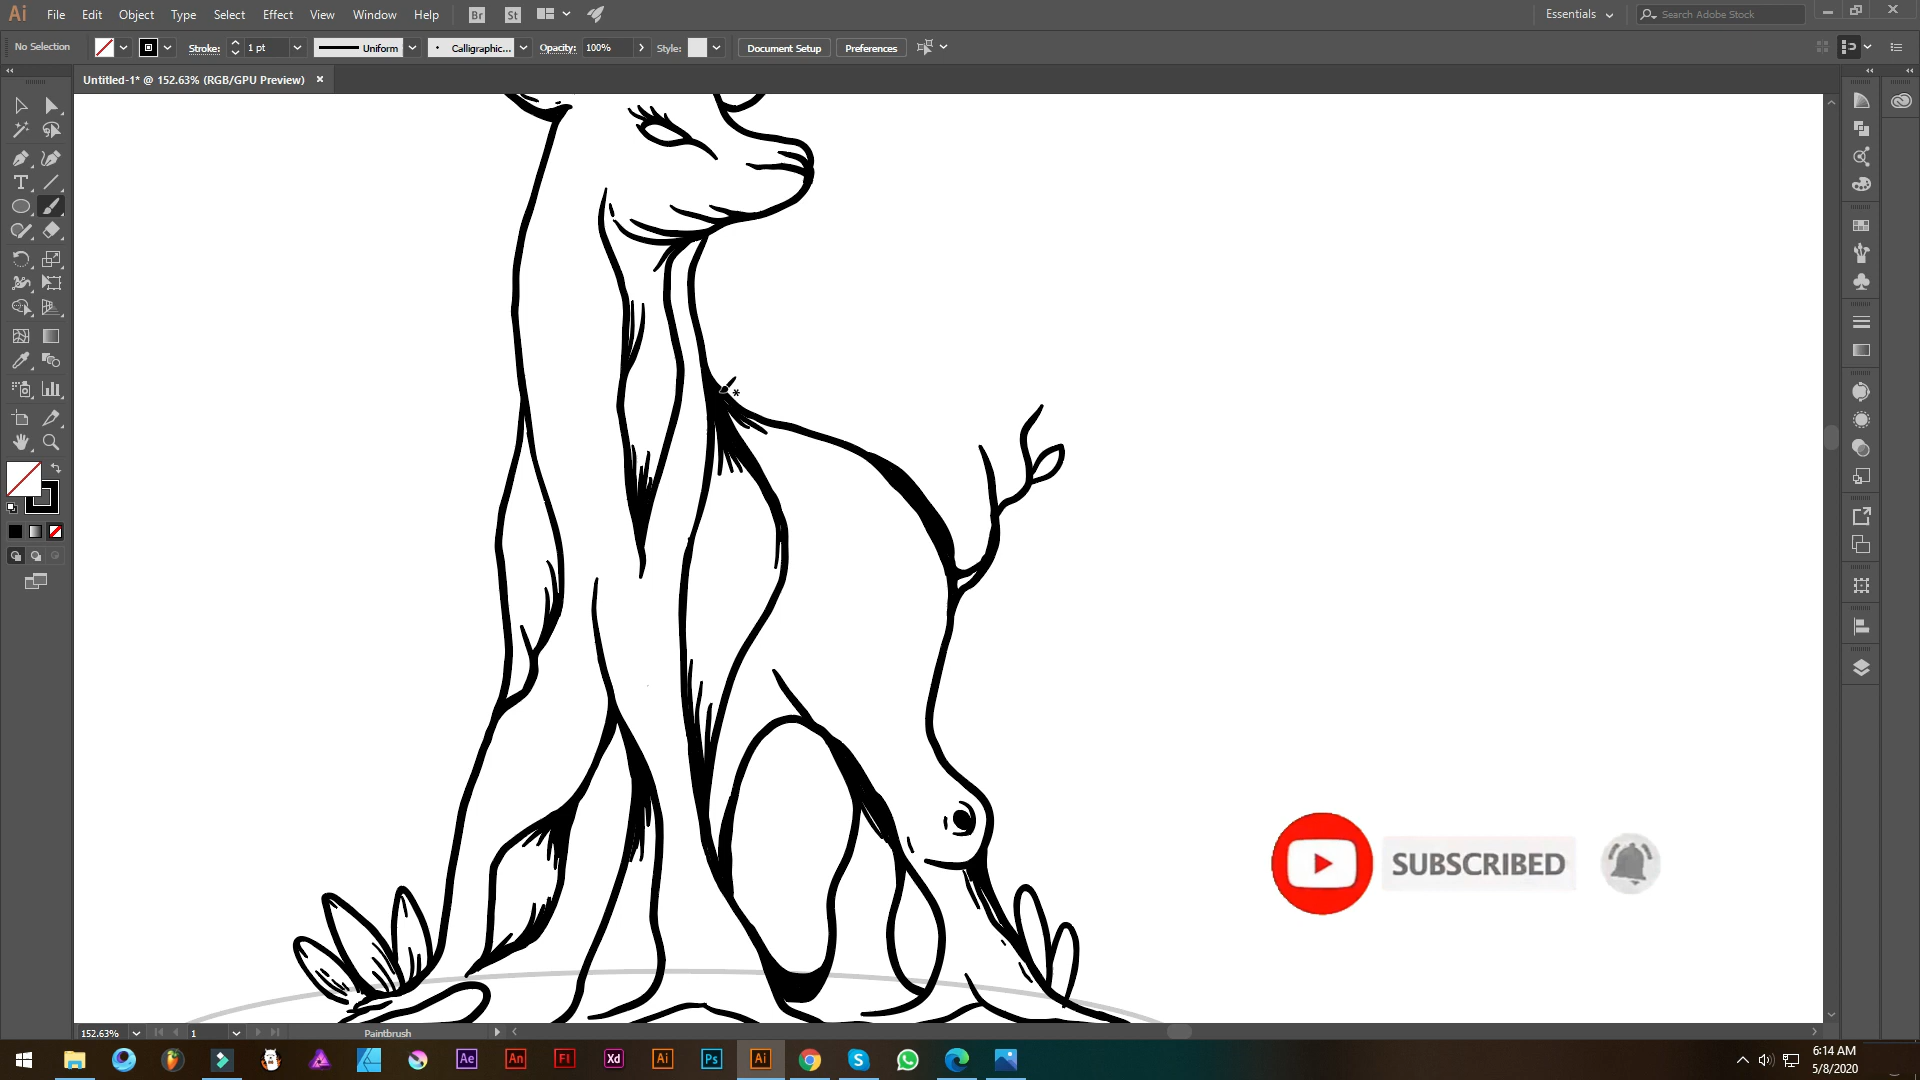 Ai File Edit Object Type Select Effect View Window Help Br St Essentials Search Adobe Stock
No Selection Stroke: 1 pt Uniform Calligraphic... Opacity: 100% Style: Document Setup Preferences
Untitled-1* @ 152.63% (RGB/GPU Preview)
SUBSCRIBED
152.63% 1 Paintbrush
Ae An Fl Xd Ai Ps Ai
6:14 AM
5/8/2020